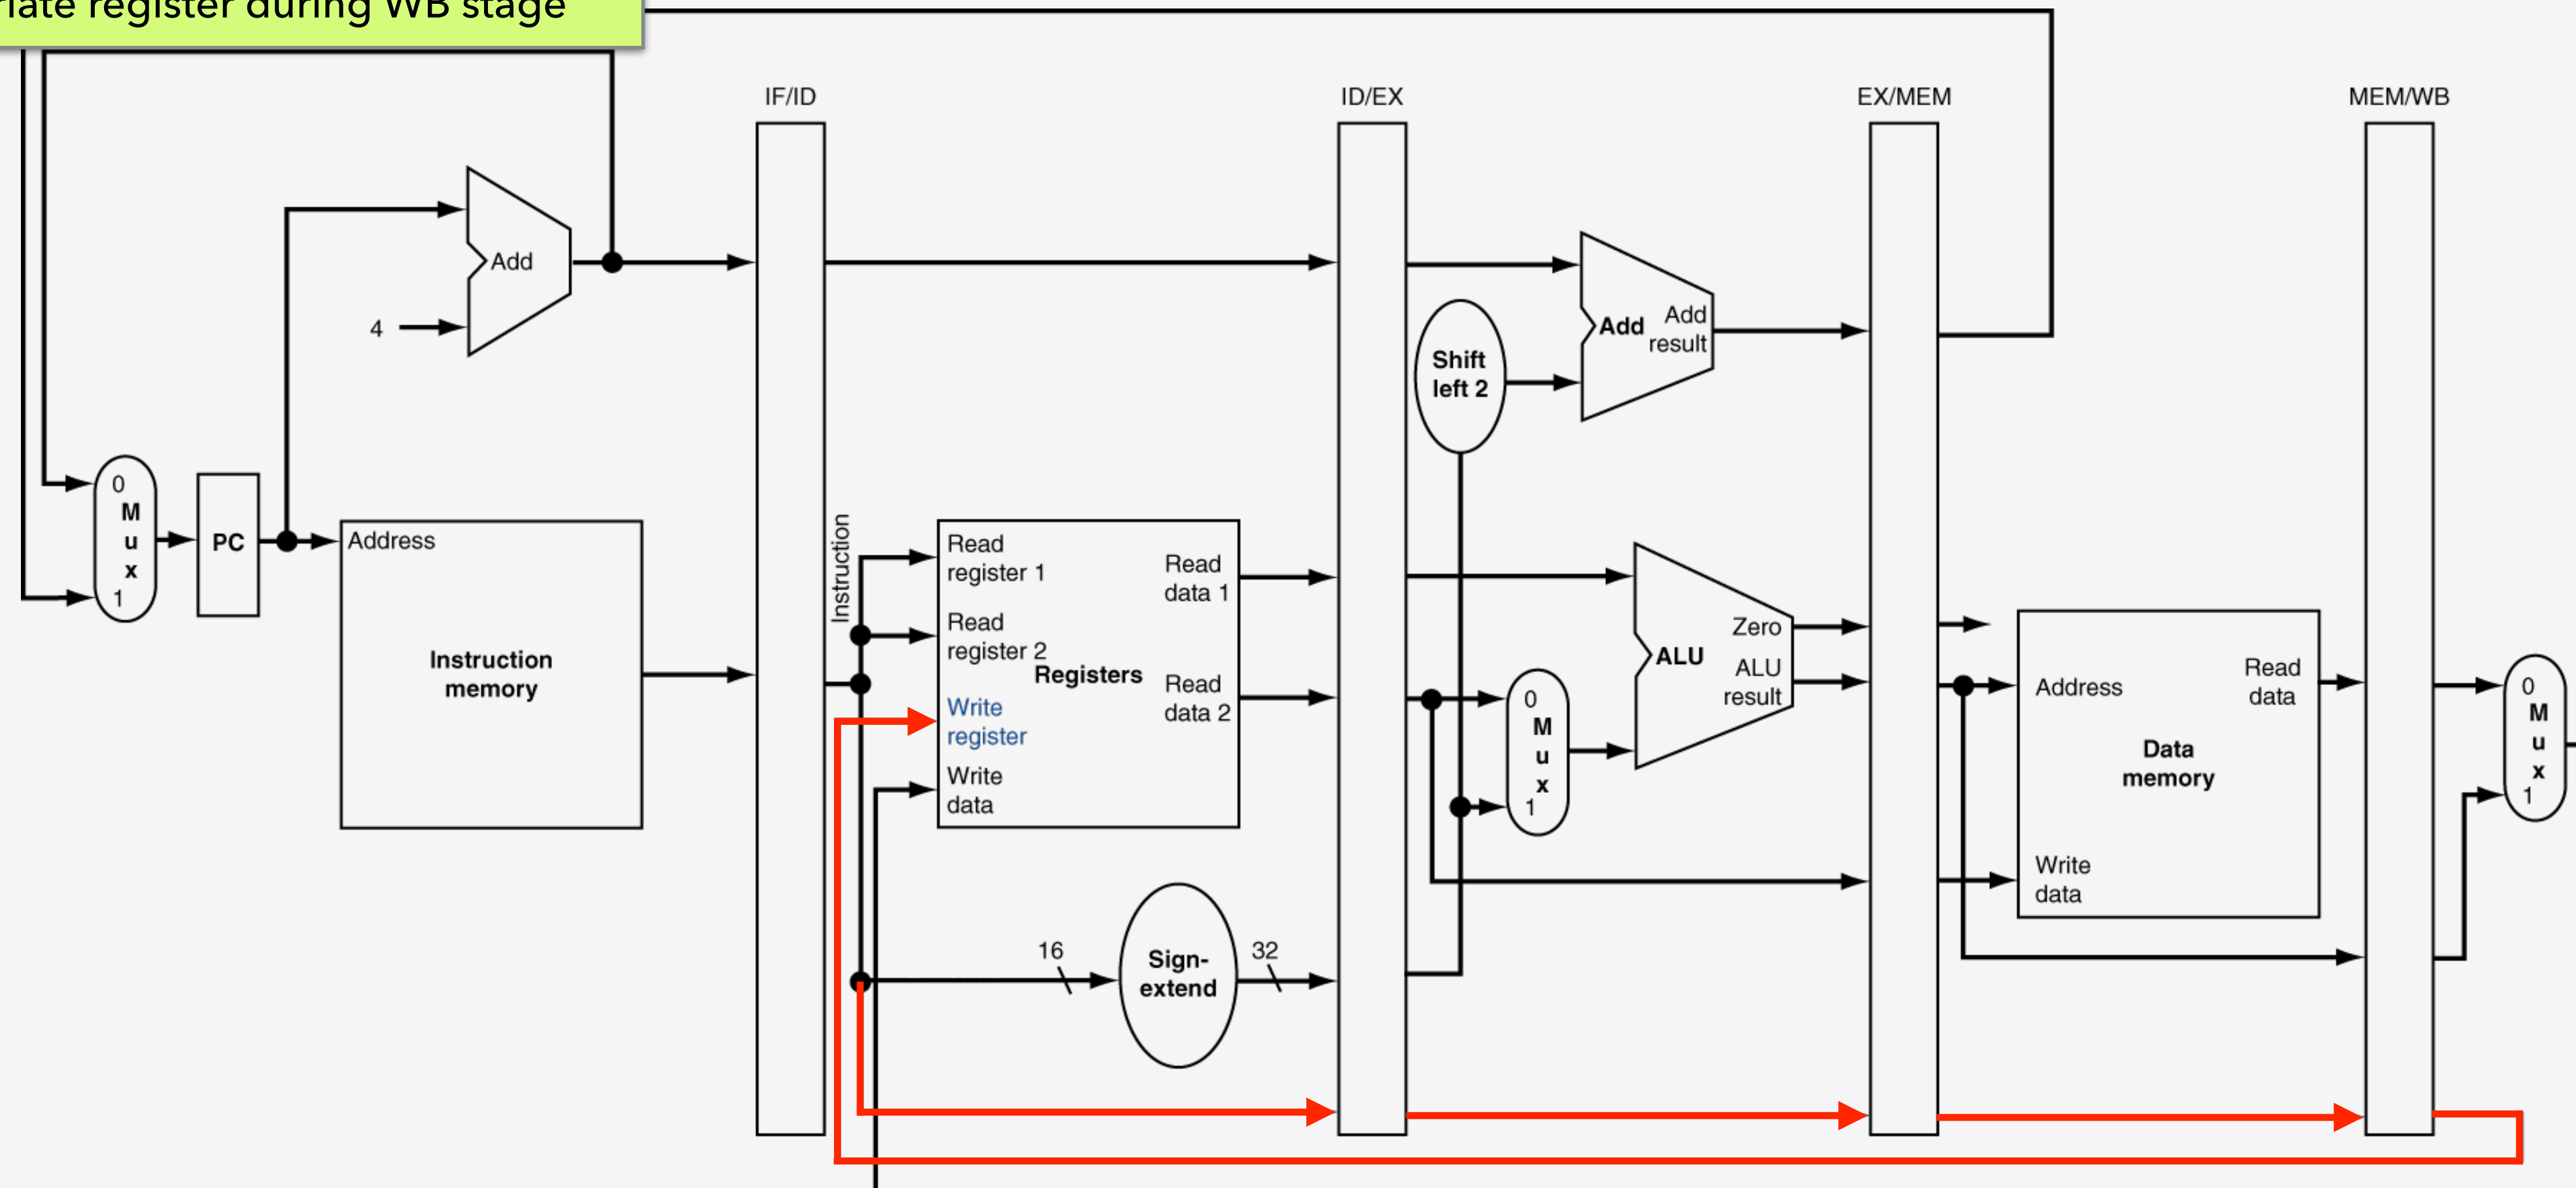 register during WB stage
IF/ID
ID/EX
EX/MEM
MEM/WB
Add
4
Add
Add
result
Shift
left 2
0
M
u
x
1
PC
Address
Instruction
memory
Instruction
Read
register 1
Read
register 2
Registers
Write
register
Write
data
Read
data 1
Read
data 2
16
Sign-
extend
32
0
M
u
x
1
ALU
Zero
ALU
result
Address
Read
data
Data
memory
Write
data
0
M
u
x
1